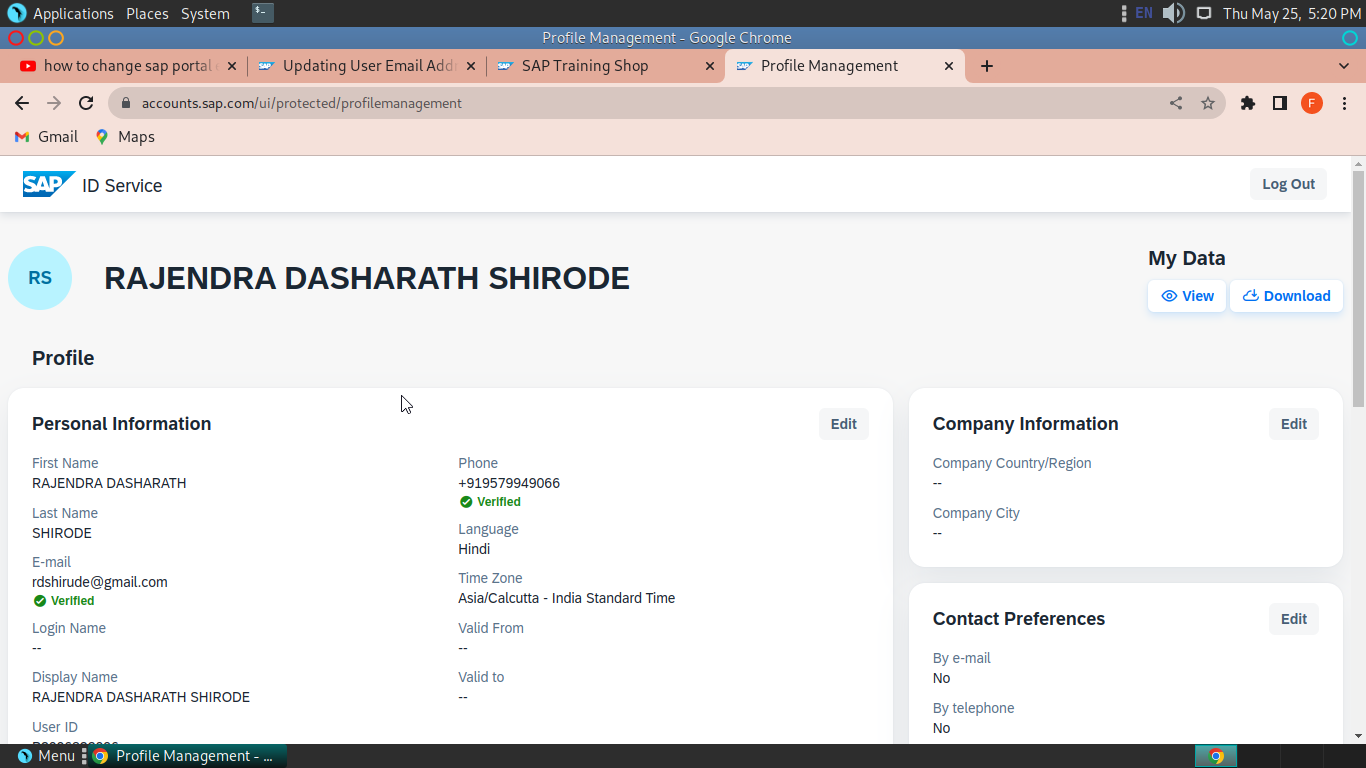 Applications Places System EN Thu May 25, 5:20 PM
Profile Management - Google Chrome
how to change sap portal Updating User Email Add SAP Training Shop Profile Management
accounts.sap.com/ui/protected/profilemanagement F
Gmail Maps
SAP ID Service Log Out
RS RAJENDRA DASHARATH SHIRODE
My Data
View Download
Profile
Personal Information Edit
First Name
RAJENDRA DASHARATH
Last Name
SHIRODE
E-mail
rdshirude@gmail.com
Verified
Login Name
--
Display Name
RAJENDRA DASHARATH SHIRODE
User ID
Phone
+919579949066
Verified
Language
Hindi
Time Zone
Asia/Calcutta - India Standard Time
Valid From
--
Valid to
--
Company Information Edit
Company Country/Region
--
Company City
--
Contact Preferences Edit
By e-mail
No
By telephone
No
Menu Profile Management - ...